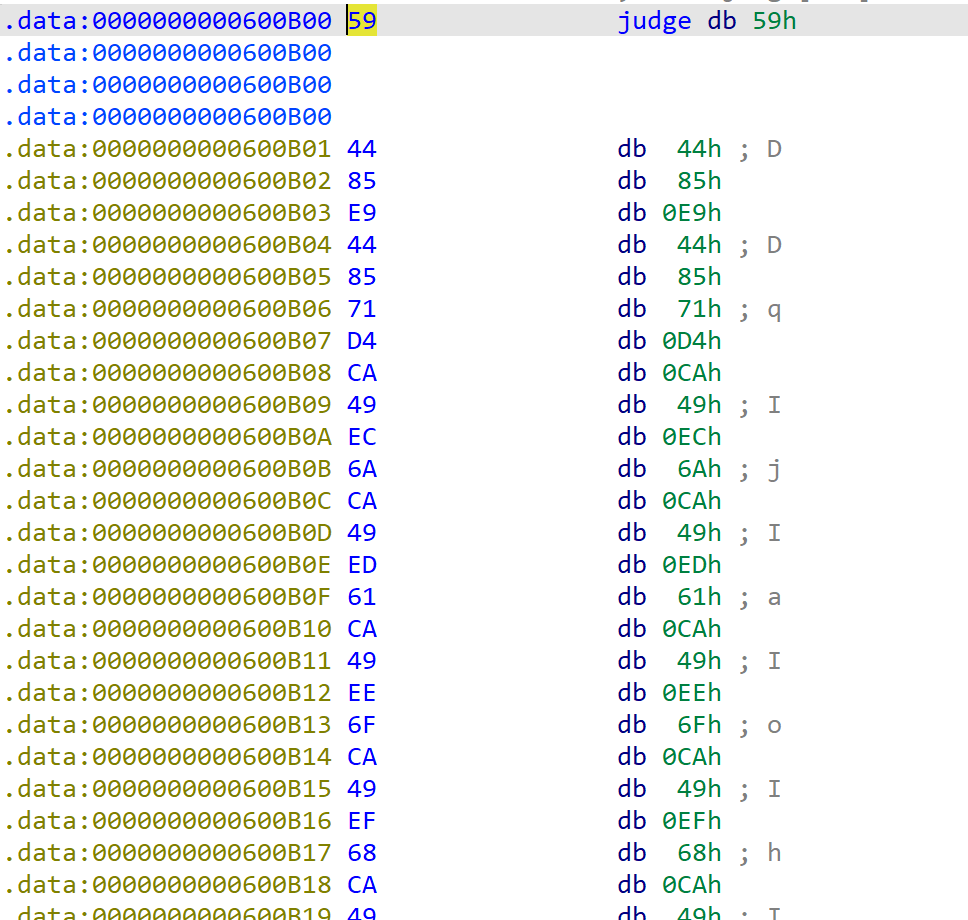 .data:0000000000600B00 59 judge db 59h
.data:0000000000600B00
.data:0000000000600B00
.data:0000000000600B00
.data:0000000000600B01 44 db 44h ; D
.data:0000000000600B02 85 db 85h
.data:0000000000600B03 E9 db 0E9h
.data:0000000000600B04 44 db 44h ; D
.data:0000000000600B05 85 db 85h
.data:0000000000600B06 71 db 71h ; q
.data:0000000000600B07 D4 db 0D4h
.data:0000000000600B08 CA db 0CAh
.data:0000000000600B09 49 db 49h ; I
.data:0000000000600B0A EC db 0ECh
.data:0000000000600B0B 6A db 6Ah ; j
.data:0000000000600B0C CA db 0CAh
.data:0000000000600B0D 49 db 49h ; I
.data:0000000000600B0E ED db 0EDh
.data:0000000000600B0F 61 db 61h ; a
.data:0000000000600B10 CA db 0CAh
.data:0000000000600B11 49 db 49h ; I
.data:0000000000600B12 EE db 0EEh
.data:0000000000600B13 6F db 6Fh ; o
.data:0000000000600B14 CA db 0CAh
.data:0000000000600B15 49 db 49h ; I
.data:0000000000600B16 EF db 0EFh
.data:0000000000600B17 68 db 68h ; h
.data:0000000000600B18 CA db 0CAh
.data:0000000000600B19 49 db 49h ; I